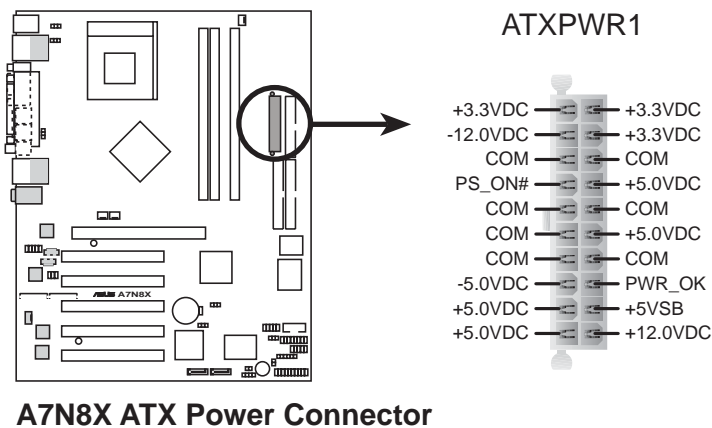 ATXPWR1
+3.3VDC +3.3VDC
-12.0VDC +3.3VDC
COM COM
PS_ON# +5.0VDC
COM COM
COM +5.0VDC
COM COM
-5.0VDC PWR_OK
+5.0VDC +5VSB
+5.0VDC +12.0VDC
ASUS A7N8X
A7N8X ATX Power Connector